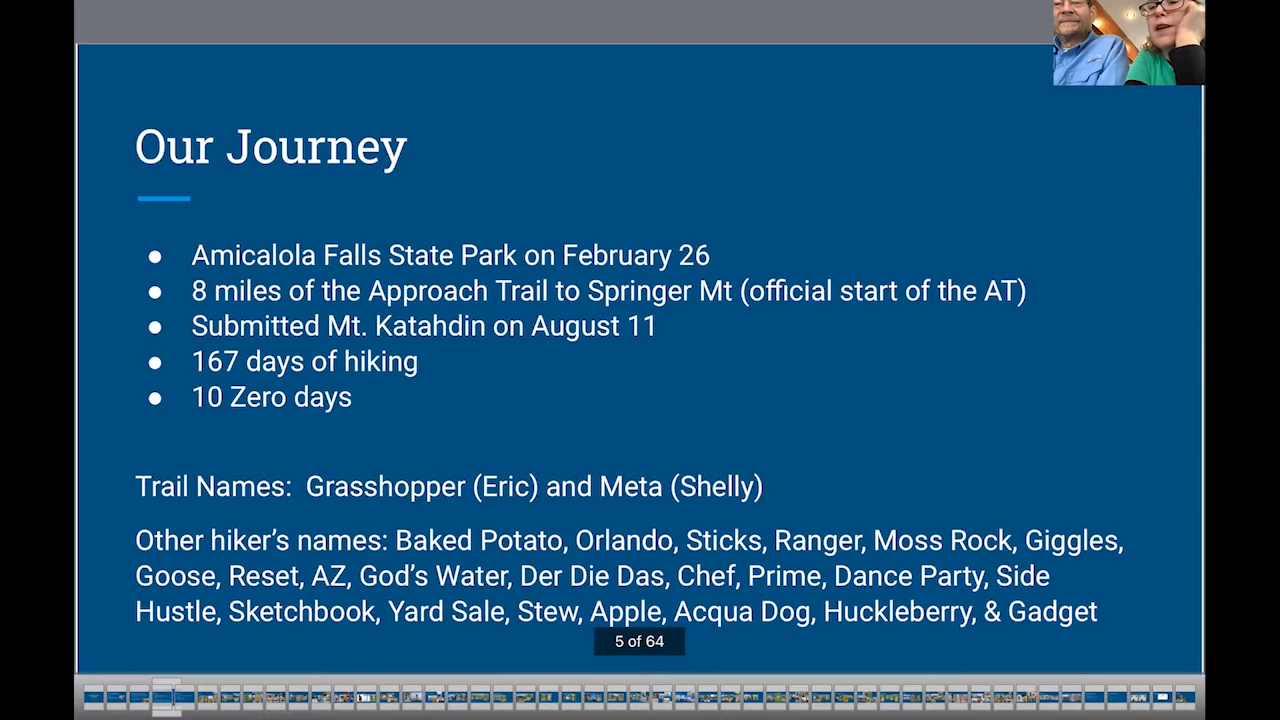 Our Journey
● Amicalola Falls State Park on February 26
● 8 miles of the Approach Trail to Springer Mt (official start of the AT)
● Submitted Mt. Katahdin on August 11
● 167 days of hiking
● 10 Zero days
Trail Names: Grasshopper (Eric) and Meta (Shelly)
Other hiker's names: Baked Potato, Orlando, Sticks, Ranger, Moss Rock, Giggles,
Goose, Reset, AZ, God's Water, Der Die Das, Chef, Prime, Dance Party, Side
Hustle, Sketchbook, Yard Sale, Stew, Apple, Acqua Dog, Huckleberry, & Gadget
5 of 64